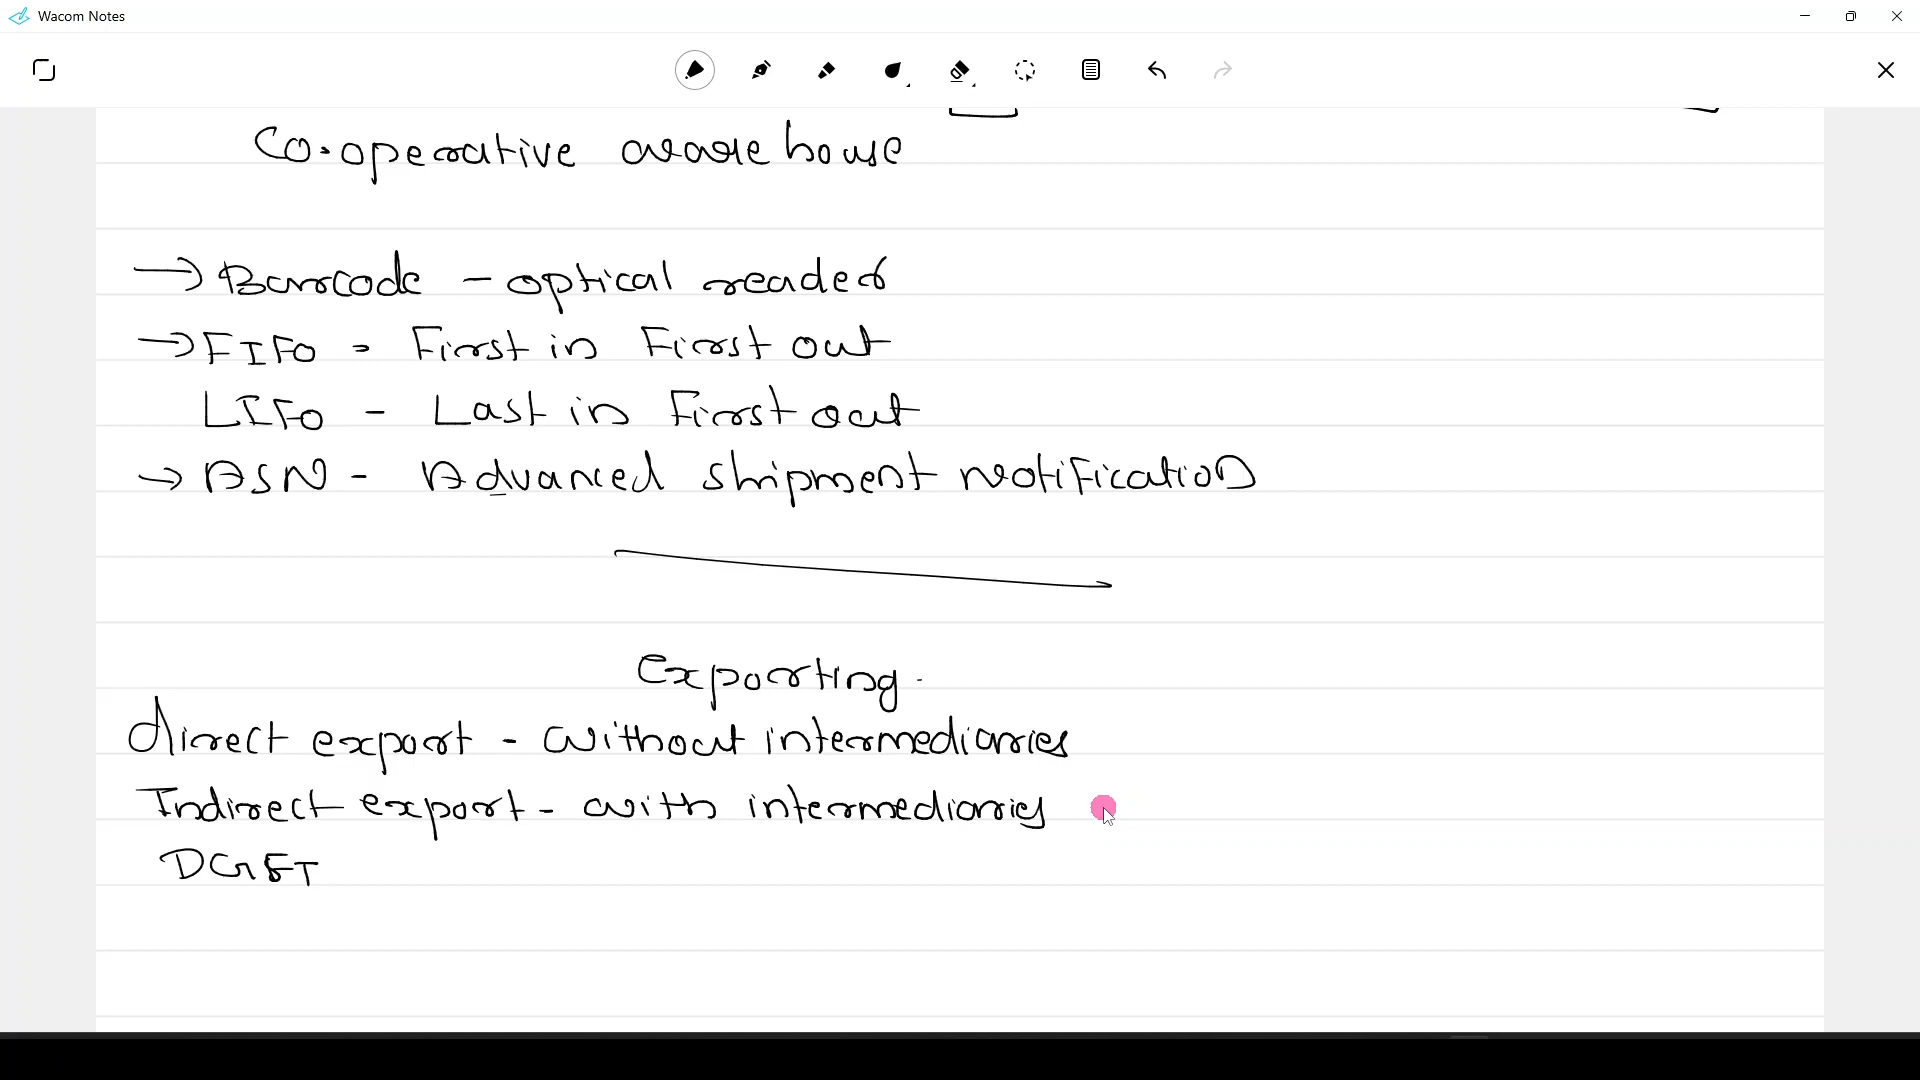 Wacom Notes
Co-operative warehouse
→ Barcode - optical reader
→ FIFO - First in First out
LIFO - Last in First out
→ ASN - Advanced shipment notification
Exporting.
direct export - without intermediaries
Indirect export - with intermediaries
DGFT